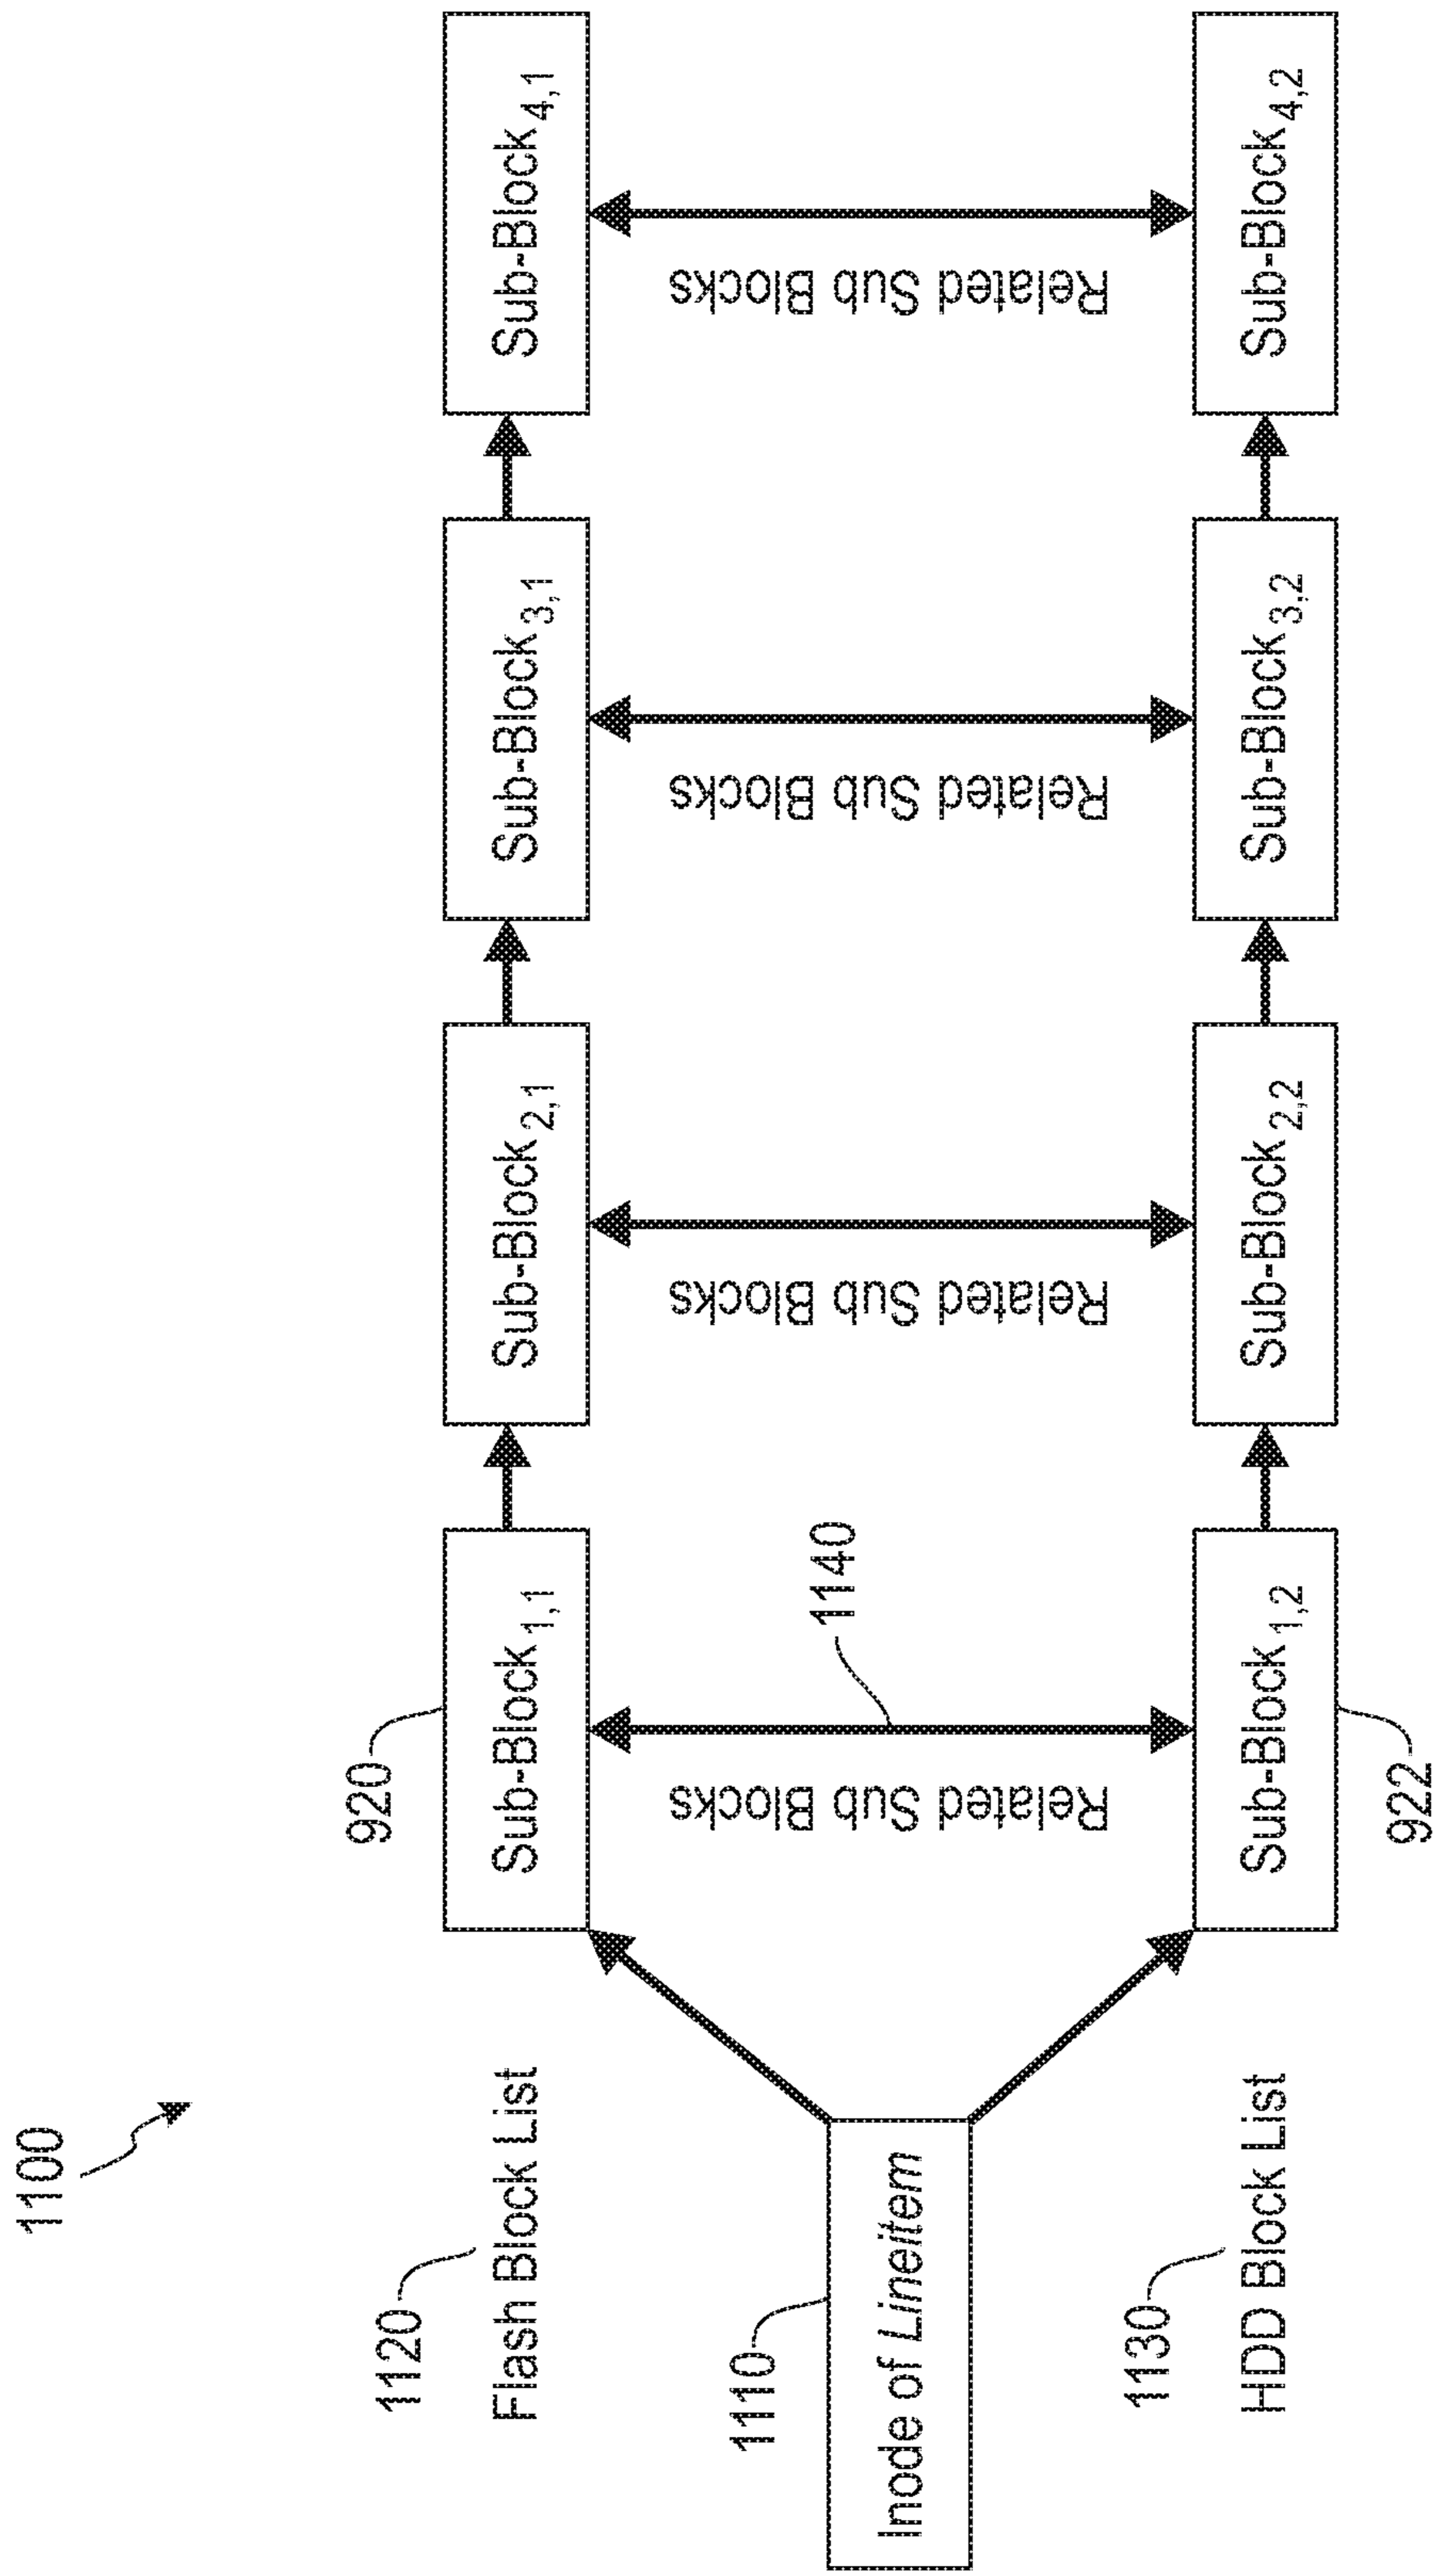 1100
1120
Flash Block List
920
Sub-Block1,1
Sub-Block2,1
Sub-Block3,1
Sub-Block4,1
1110
Inode of Lineitem
Related Sub Blocks
1140
Related Sub Blocks
Related Sub Blocks
Related Sub Blocks
1130
HDD Block List
Sub-Block1,2
Sub-Block2,2
Sub-Block3,2
Sub-Block4,2
922